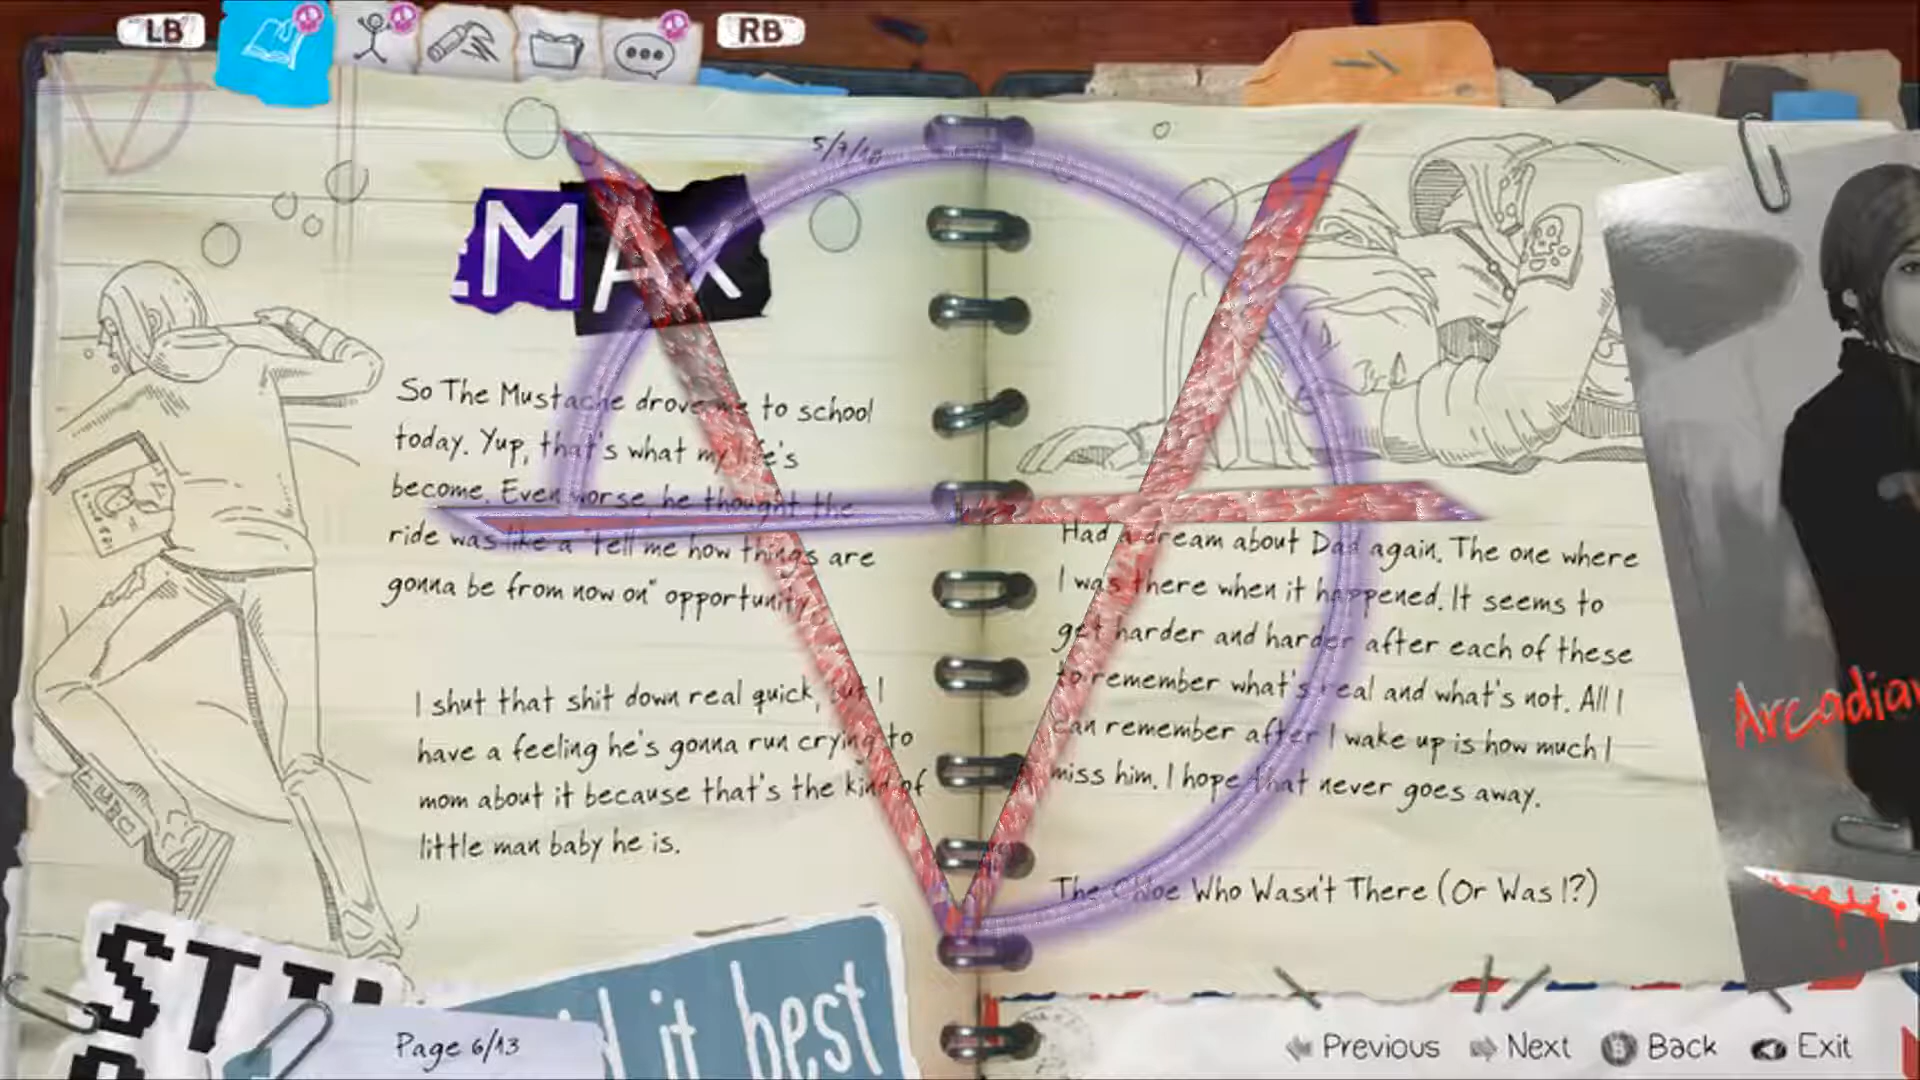 LB
RB
5/7/10
MAX
So The Mustache drove me to school
today. Yup, that's what my life's
become. Even worse, he thought the
ride was like a "tell me how things are
gonna be from now on" opportunity
I shut that shit down real quick, but I
have a feeling he's gonna run crying to
mom about it because that's the kind of
little man baby he is.
Had a dream about Dad again. The one where
I was there when it happened. It seems to
get harder and harder after each of these
to remember what's real and what's not. All I
can remember after I wake up is how much I
miss him. I hope that never goes away.
The Chloe Who Wasn't There (Or Was I?)
Arcadian
it best
Page 6/13
Previous
Next
B Back
Exit